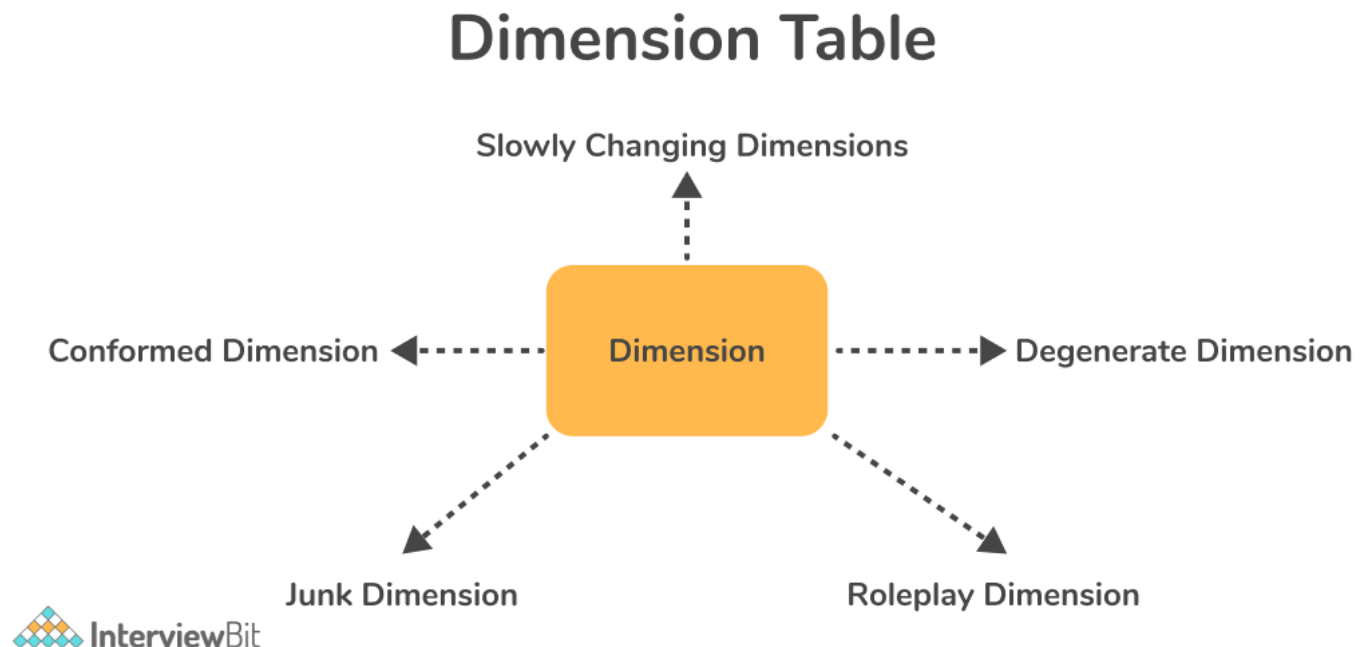 Dimension Table
Slowly Changing Dimensions
Conformed Dimension
Dimension
Degenerate Dimension
Junk Dimension
Roleplay Dimension
InterviewBit